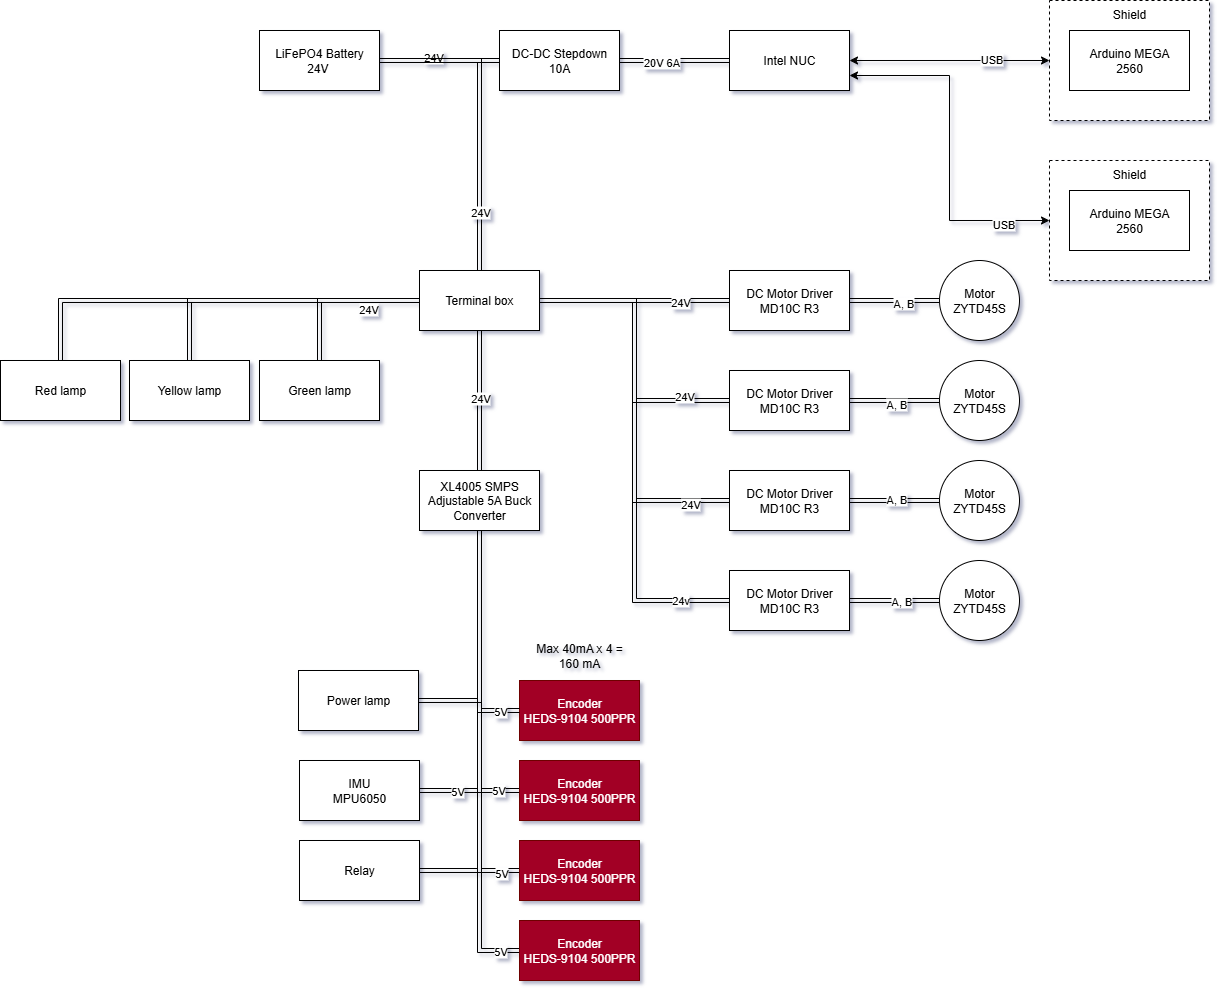 LiFePO4 Battery
24V
24V
DC-DC Stepdown
10A
20V 6A
Intel NUC
USB
Shield
Arduino MEGA
2560
Shield
Arduino MEGA
2560
USB
24V
Terminal box
24V
Red lamp
Yellow lamp
Green lamp
24V
DC Motor Driver
MD10C R3
A, B
Motor
ZYTD45S
24V
DC Motor Driver
MD10C R3
A, B
Motor
ZYTD45S
24V
DC Motor Driver
MD10C R3
A, B
Motor
ZYTD45S
24v
DC Motor Driver
MD10C R3
A, B
Motor
ZYTD45S
24V
XL4005 SMPS
Adjustable 5A Buck
Converter
Max 40mA x 4 =
160 mA
Power lamp
5V
Encoder
HEDS-9104 500PPR
IMU
MPU6050
5V
5V
Encoder
HEDS-9104 500PPR
Relay
5V
Encoder
HEDS-9104 500PPR
5V
Encoder
HEDS-9104 500PPR